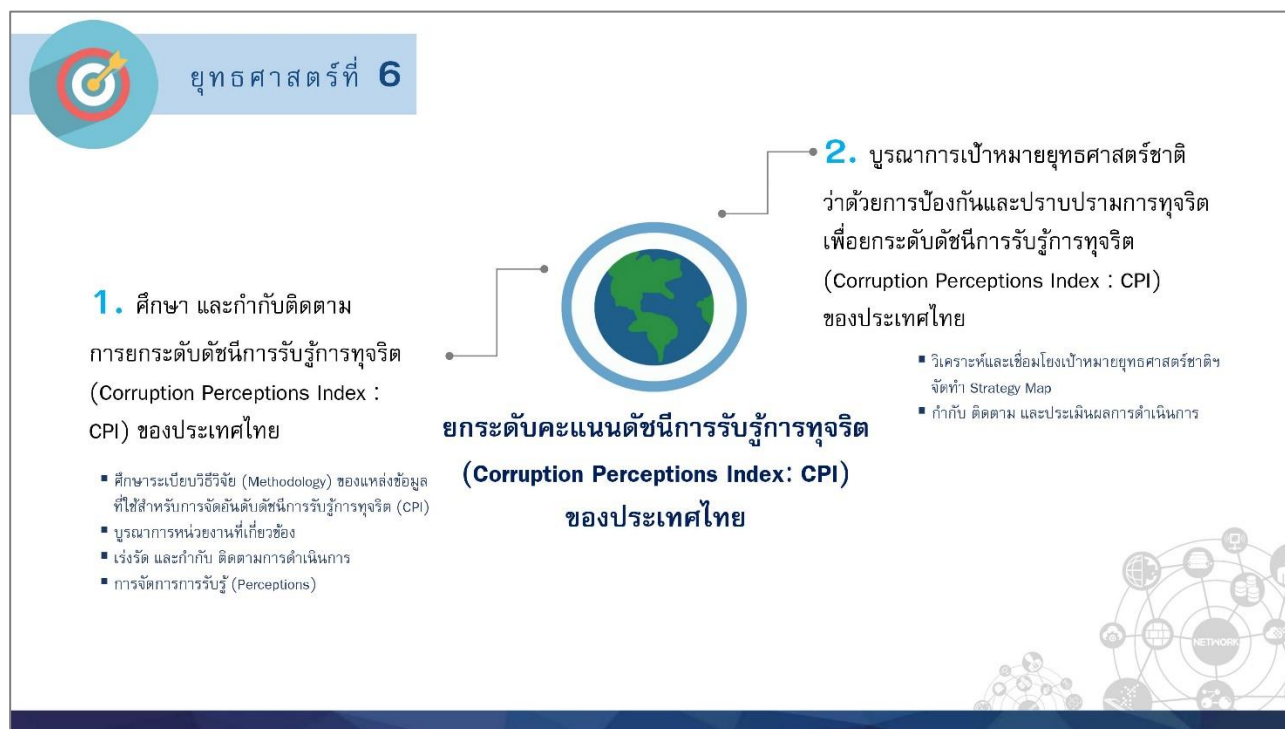 ยุทธศาสตร์ที่ 6
1. ศึกษา และกำกับติดตาม
การยกระดับดัชนีการรับรู้การทุจริต
(Corruption Perceptions Index :
CPI) ของประเทศไทย
▪ ศึกษาระเบียบวิธีวิจัย (Methodology) ของแหล่งข้อมูล
ที่ใช้สำหรับการจัดอันดับดัชนีการรับรู้การทุจริต (CPI)
▪ บูรณาการหน่วยงานที่เกี่ยวข้อง
▪ เร่งรัด และกำกับ ติดตามการดำเนินการ
▪ การจัดการการรับรู้ (Perceptions)
ยกระดับคะแนนดัชนีการรับรู้การทุจริต
(Corruption Perceptions Index: CPI)
ของประเทศไทย
2. บูรณาการเป้าหมายยุทธศาสตร์ชาติ
ว่าด้วยการป้องกันและปราบปรามการทุจริต
เพื่อยกระดับดัชนีการรับรู้การทุจริต
(Corruption Perceptions Index : CPI)
ของประเทศไทย
▪ วิเคราะห์และเชื่อมโยงเป้าหมายยุทธศาสตร์ชาติฯ
จัดทำ Strategy Map
▪ กำกับ ติดตาม และประเมินผลการดำเนินการ
NETWORK